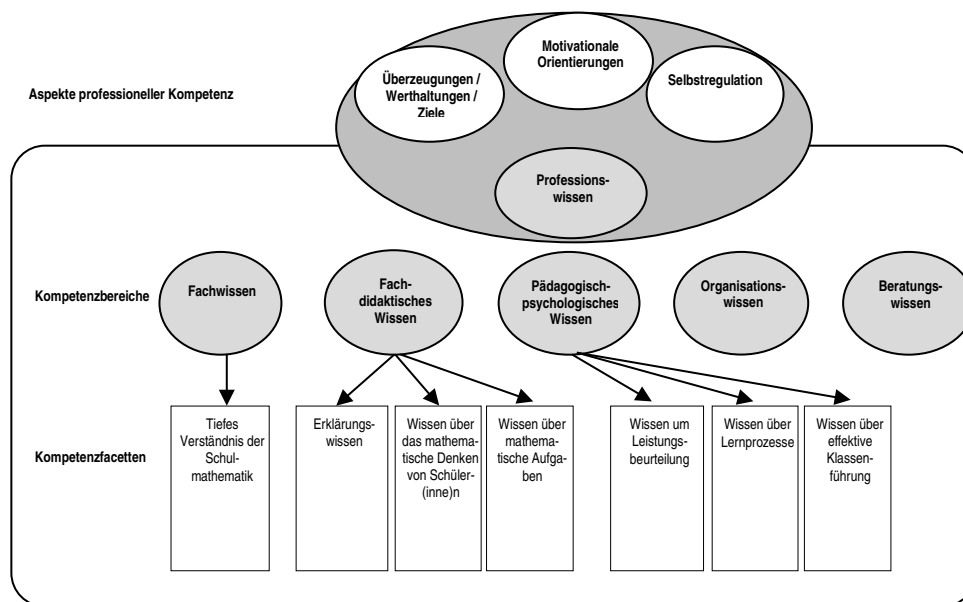 Motivationale
Orientierungen
Überzeugungen /
Werthaltungen /
Ziele
Selbstregulation
Aspekte professioneller Kompetenz
Professions-
wissen
Kompetenzbereiche
Fachwissen
Fach-
didaktisches
Wissen
Pädagogisch-
psychologisches
Wissen
Organisations-
wissen
Beratungs-
wissen
Kompetenzfacetten
Tiefes
Verständnis der
Schul-
mathematik
Erklärungs-
wissen
Wissen über
das mathema-
tische Denken
von Schüler-
(inne)n
Wissen über
mathema-
tische Aufga-
ben
Wissen um
Leistungs-
beurteilung
Wissen über
Lernprozesse
Wissen über
effektive
Klassen-
führung